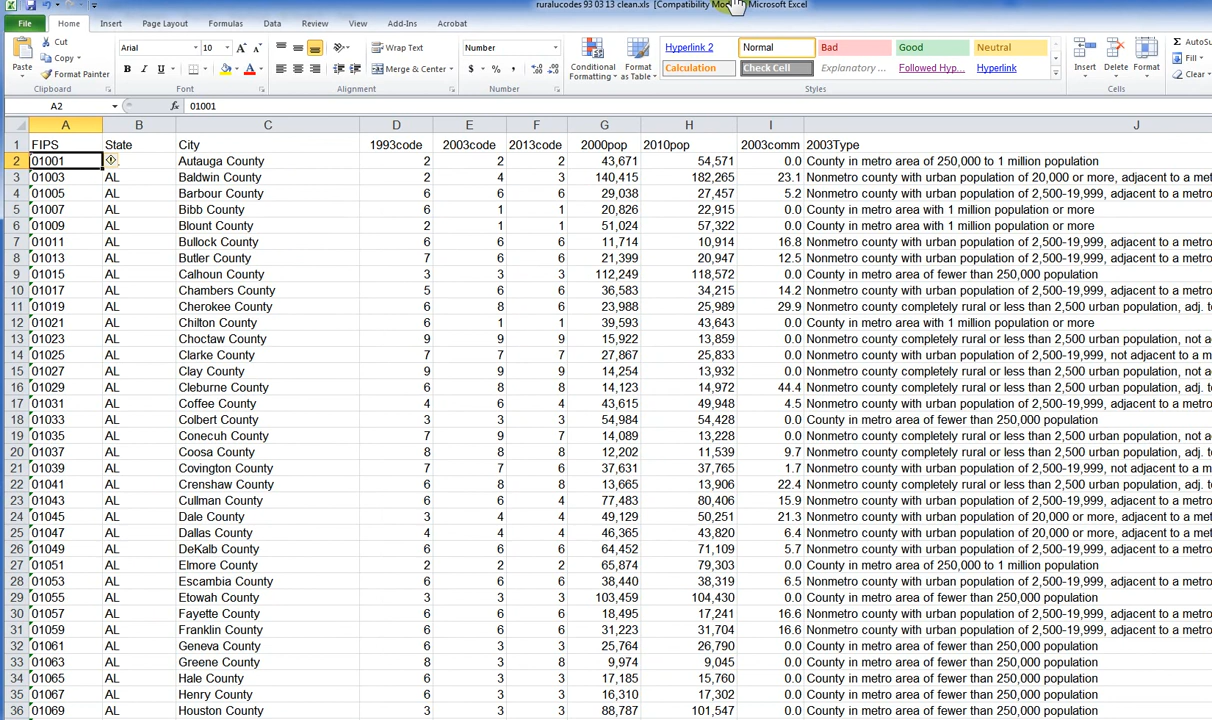 ruralucodes 93 03 13 clean.xls [Compatibility Mo Microsoft Excel
File Home Insert Page Layout Formulas Data Review View Add-Ins Acrobat
Paste Cut Copy Format Painter Arial 10 Wrap Text Merge & Center Number Conditional Formatting Format as Table Hyperlink 2 Normal Bad Good Neutral Insert Delete Format Fill Clear
B I U $ % , Calculation Check Cell Explanatory ... Followed Hyp... Hyperlink
Clipboard Font Alignment Number Styles Cells
A2 fx 01001
A B C D E F G H I J
1 FIPS State City 1993code 2003code 2013code 2000pop 2010pop 2003comm 2003Type
2 01001 Autauga County 2 2 2 43,671 54,571 0.0 County in metro area of 250,000 to 1 million population
3 01003 AL Baldwin County 2 4 3 140,415 182,265 23.1 Nonmetro county with urban population of 20,000 or more, adjacent to a met
4 01005 AL Barbour County 6 6 6 29,038 27,457 5.2 Nonmetro county with urban population of 2,500-19,999, adjacent to a metro
5 01007 AL Bibb County 6 1 1 20,826 22,915 0.0 County in metro area with 1 million population or more
6 01009 AL Blount County 2 1 1 51,024 57,322 0.0 County in metro area with 1 million population or more
7 01011 AL Bullock County 6 6 6 11,714 10,914 16.8 Nonmetro county with urban population of 2,500-19,999, adjacent to a metro
8 01013 AL Butler County 7 6 6 21,399 20,947 12.5 Nonmetro county with urban population of 2,500-19,999, adjacent to a metro
9 01015 AL Calhoun County 3 3 3 112,249 118,572 0.0 County in metro area of fewer than 250,000 population
10 01017 AL Chambers County 5 6 6 36,583 34,215 14.2 Nonmetro county with urban population of 2,500-19,999, adjacent to a metro
11 01019 AL Cherokee County 6 8 6 23,988 25,989 29.9 Nonmetro county completely rural or less than 2,500 urban population, adj. t
12 01021 AL Chilton County 6 1 1 39,593 43,643 0.0 County in metro area with 1 million population or more
13 01023 AL Choctaw County 9 9 9 15,922 13,859 0.0 Nonmetro county completely rural or less than 2,500 urban population, not a
14 01025 AL Clarke County 7 7 7 27,867 25,833 0.0 Nonmetro county with urban population of 2,500-19,999, not adjacent to a m
15 01027 AL Clay County 9 9 9 14,254 13,932 0.0 Nonmetro county completely rural or less than 2,500 urban population, not a
16 01029 AL Cleburne County 6 8 8 14,123 14,972 44.4 Nonmetro county completely rural or less than 2,500 urban population, adj. t
17 01031 AL Coffee County 4 6 4 43,615 49,948 4.5 Nonmetro county with urban population of 2,500-19,999, adjacent to a metro
18 01033 AL Colbert County 3 3 3 54,984 54,428 0.0 County in metro area of fewer than 250,000 population
19 01035 AL Conecuh County 7 9 7 14,089 13,228 0.0 Nonmetro county completely rural or less than 2,500 urban population, not a
20 01037 AL Coosa County 8 8 8 12,202 11,539 9.7 Nonmetro county completely rural or less than 2,500 urban population, adj. t
21 01039 AL Covington County 7 7 6 37,631 37,765 1.7 Nonmetro county with urban population of 2,500-19,999, not adjacent to a m
22 01041 AL Crenshaw County 6 8 8 13,665 13,906 22.4 Nonmetro county completely rural or less than 2,500 urban population, adj. t
23 01043 AL Cullman County 6 6 4 77,483 80,406 15.9 Nonmetro county with urban population of 2,500-19,999, adjacent to a metro
24 01045 AL Dale County 3 4 4 49,129 50,251 21.3 Nonmetro county with urban population of 20,000 or more, adjacent to a met
25 01047 AL Dallas County 4 4 4 46,365 43,820 6.4 Nonmetro county with urban population of 20,000 or more, adjacent to a met
26 01049 AL DeKalb County 6 6 6 64,452 71,109 5.7 Nonmetro county with urban population of 2,500-19,999, adjacent to a metro
27 01051 AL Elmore County 2 2 2 65,874 79,303 0.0 County in metro area of 250,000 to 1 million population
28 01053 AL Escambia County 6 6 6 38,440 38,319 6.5 Nonmetro county with urban population of 2,500-19,999, adjacent to a metro
29 01055 AL Etowah County 3 3 3 103,459 104,430 0.0 County in metro area of fewer than 250,000 population
30 01057 AL Fayette County 6 6 6 18,495 17,241 16.6 Nonmetro county with urban population of 2,500-19,999, adjacent to a metro
31 01059 AL Franklin County 6 6 6 31,223 31,704 16.6 Nonmetro county with urban population of 2,500-19,999, adjacent to a metro
32 01061 AL Geneva County 6 3 3 25,764 26,790 0.0 County in metro area of fewer than 250,000 population
33 01063 AL Greene County 8 3 8 9,974 9,045 0.0 County in metro area of fewer than 250,000 population
34 01065 AL Hale County 6 3 3 17,185 15,760 0.0 County in metro area of fewer than 250,000 population
35 01067 AL Henry County 6 3 3 16,310 17,302 0.0 County in metro area of fewer than 250,000 population
36 01069 AL Houston County 3 3 3 88,787 101,547 0.0 County in metro area of fewer than 250,000 population